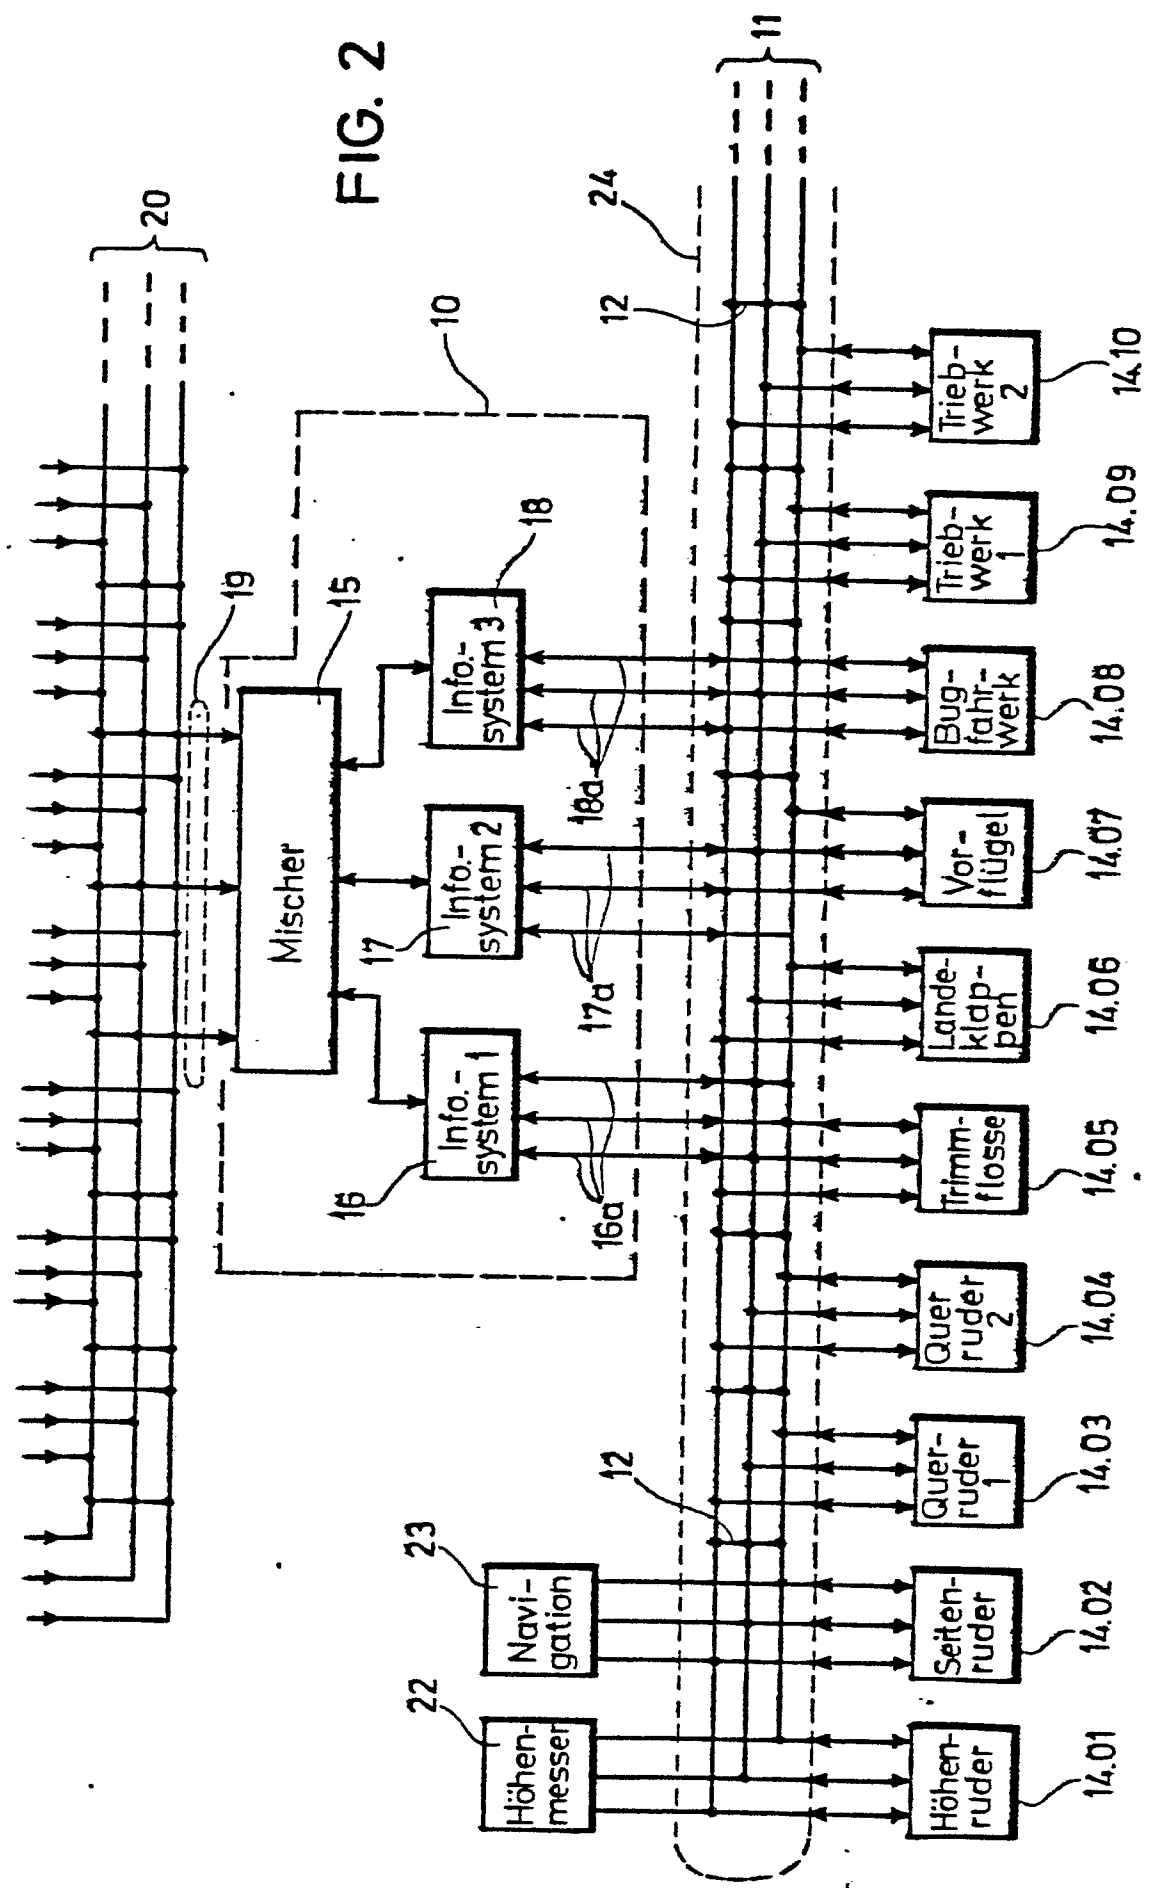 FIG. 2
20
19
10
15
Mischer
16
Info.-
system 1
17
Info.-
system 2
18
Info.-
system 3
16a
17a
18a
22
Höhen-
messer
23
Navi-
gation
12
12
24
11
Höhen-
ruder
14.01
Seiten-
ruder
14.02
Quer-
ruder
1
14.03
Quer
ruder
2
14.04
Trimm-
flosse
14.05
Lande-
klap-
pen
14.06
Vor-
flügel
14.07
Bug-
fahr-
werk
14.08
Trieb-
werk
1
14.09
Trieb-
werk
2
14.10